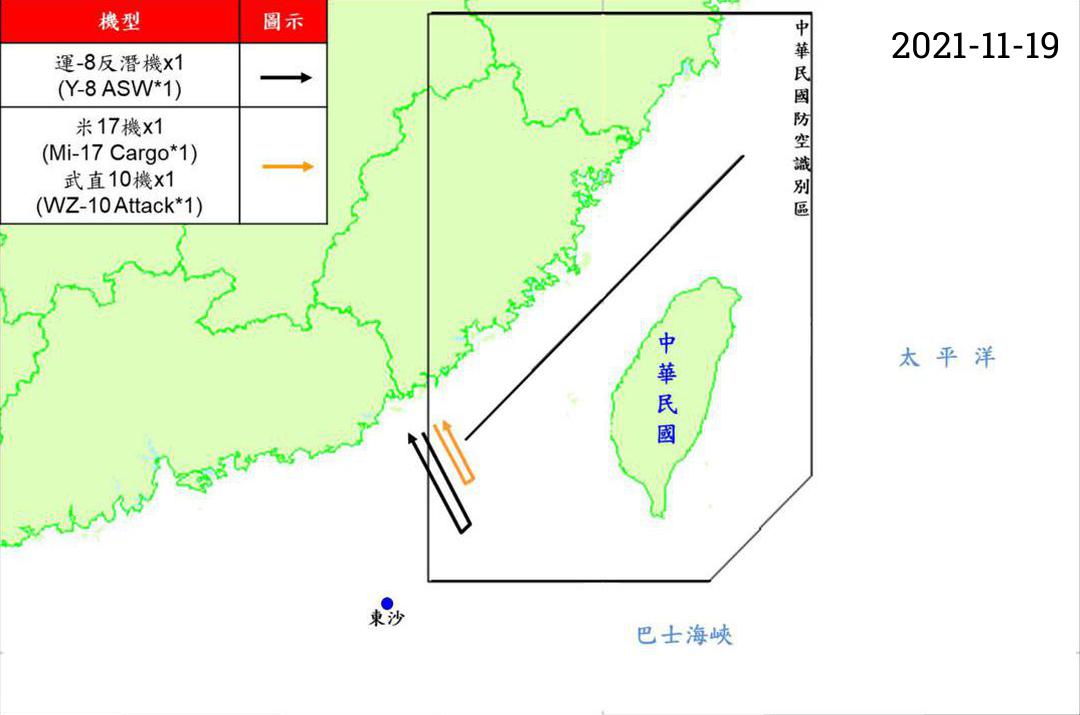 機型
圖示
運-8反潛機x1
(Y-8 ASW*1)
米17機x1
(Mi-17 Cargo*1)
武直10機x1
(WZ-10 Attack*1)
2021-11-19
中華民國防空識別區
中華民國
太平洋
東沙
巴士海峽